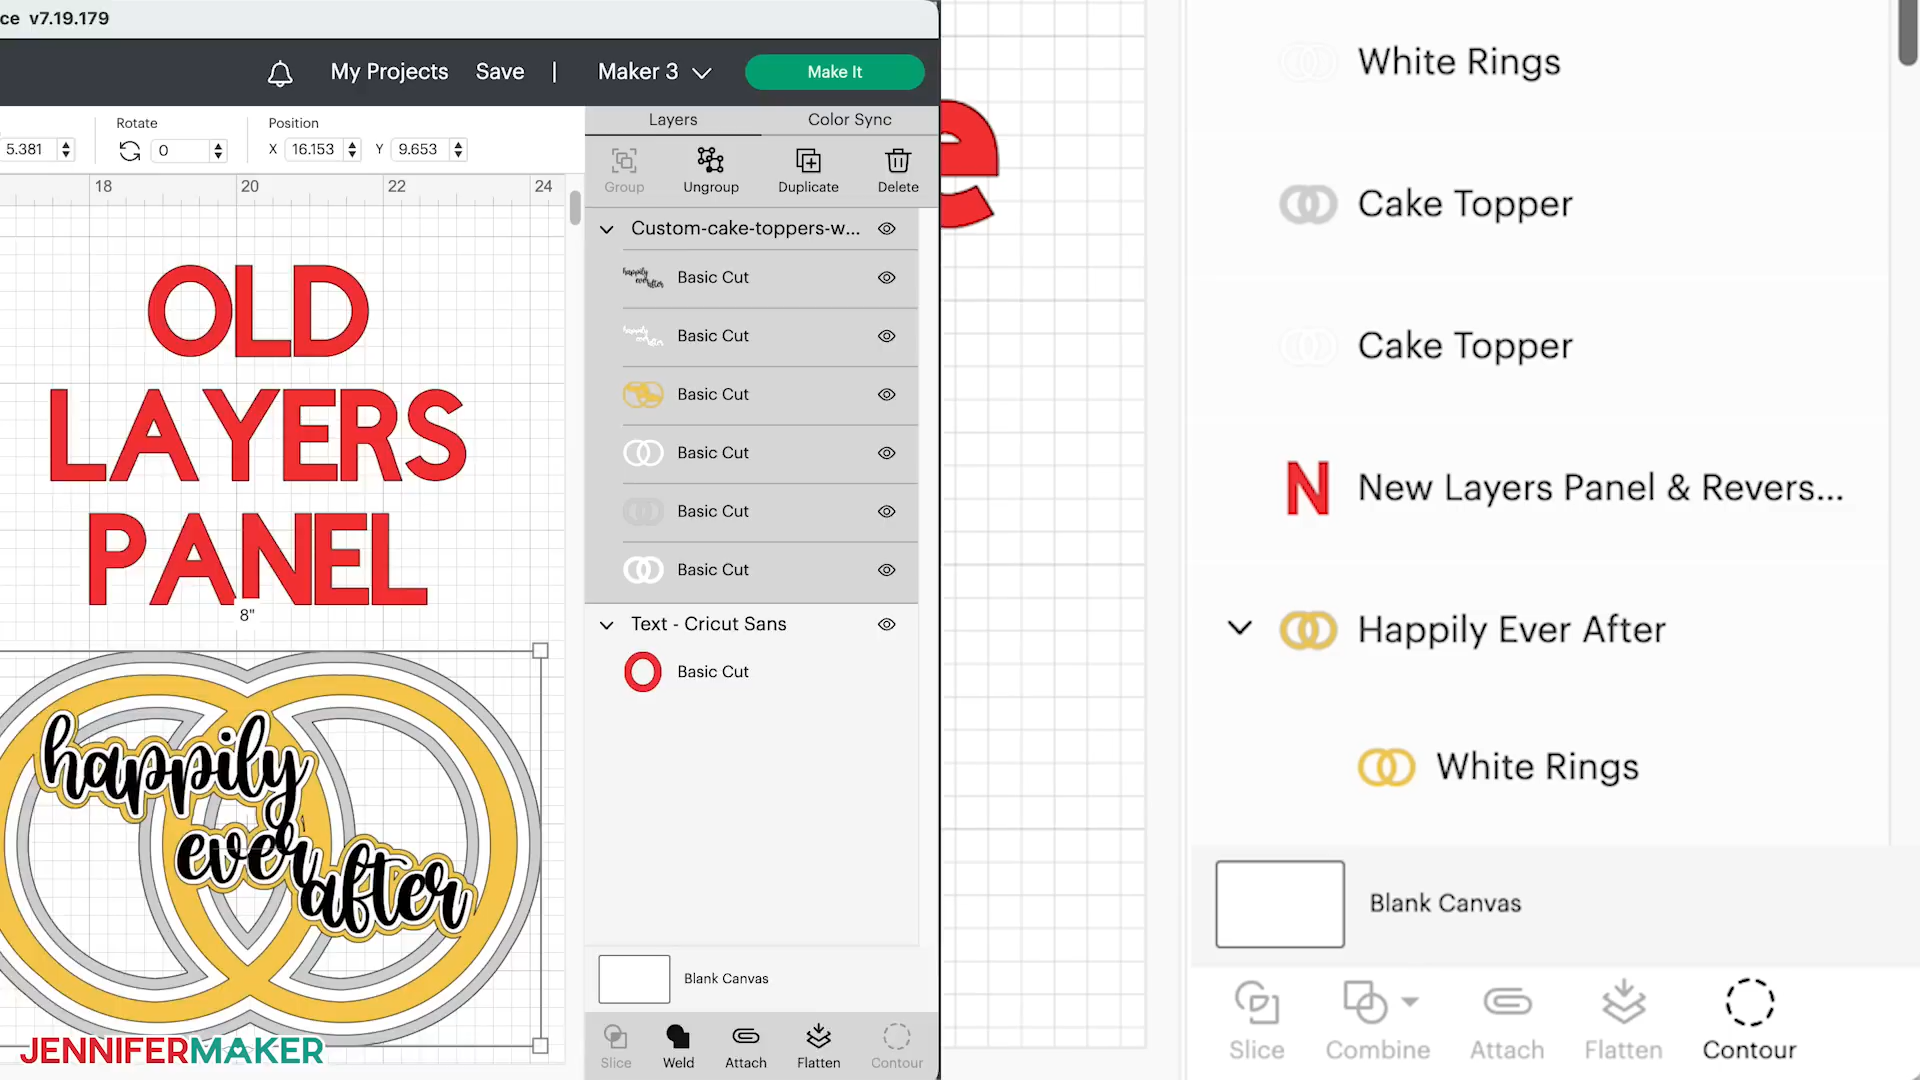 ce v7.19.179
My Projects Save | Maker 3 Make It
Rotate
Position
5.381 0 X 16.153 Y 9.653
18 20 22 24
OLD
LAYERS
PANEL
8"
happily
ever
after
JENNIFERMAKER
Layers Color Sync
Group Ungroup Duplicate Delete
Custom-cake-toppers-w...
happily ever after Basic Cut
Basic Cut
Basic Cut
Basic Cut
Basic Cut
Basic Cut
Text - Cricut Sans
Basic Cut
Blank Canvas
Slice Weld Attach Flatten Contour
e
White Rings
Cake Topper
Cake Topper
N New Layers Panel & Revers...
Happily Ever After
White Rings
Blank Canvas
Slice Combine Attach Flatten Contour